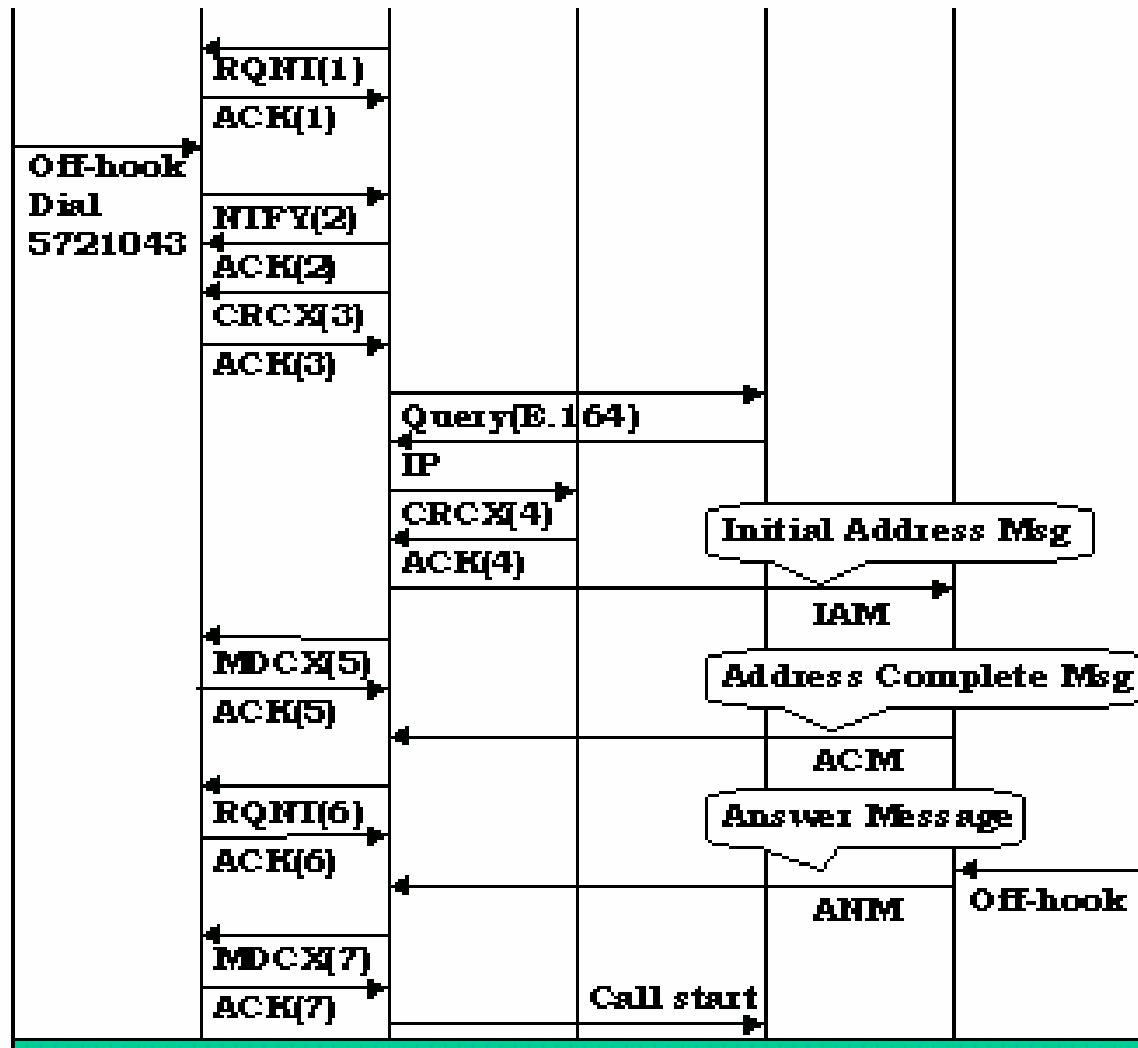 RQNT(1)
ACK(1)
Off-hook
Dial
5721043
NTFY(2)
ACK(2)
CRCX(3)
ACK(3)
Query(E.164)
IP
CRCX(4)
ACK(4)
Initial Address Msg
IAM
MDCX(5)
ACK(5)
Address Complete Msg
ACM
RQNT(6)
ACK(6)
Answer Message
ANM
Off-hook
MDCX(7)
ACK(7)
Call start